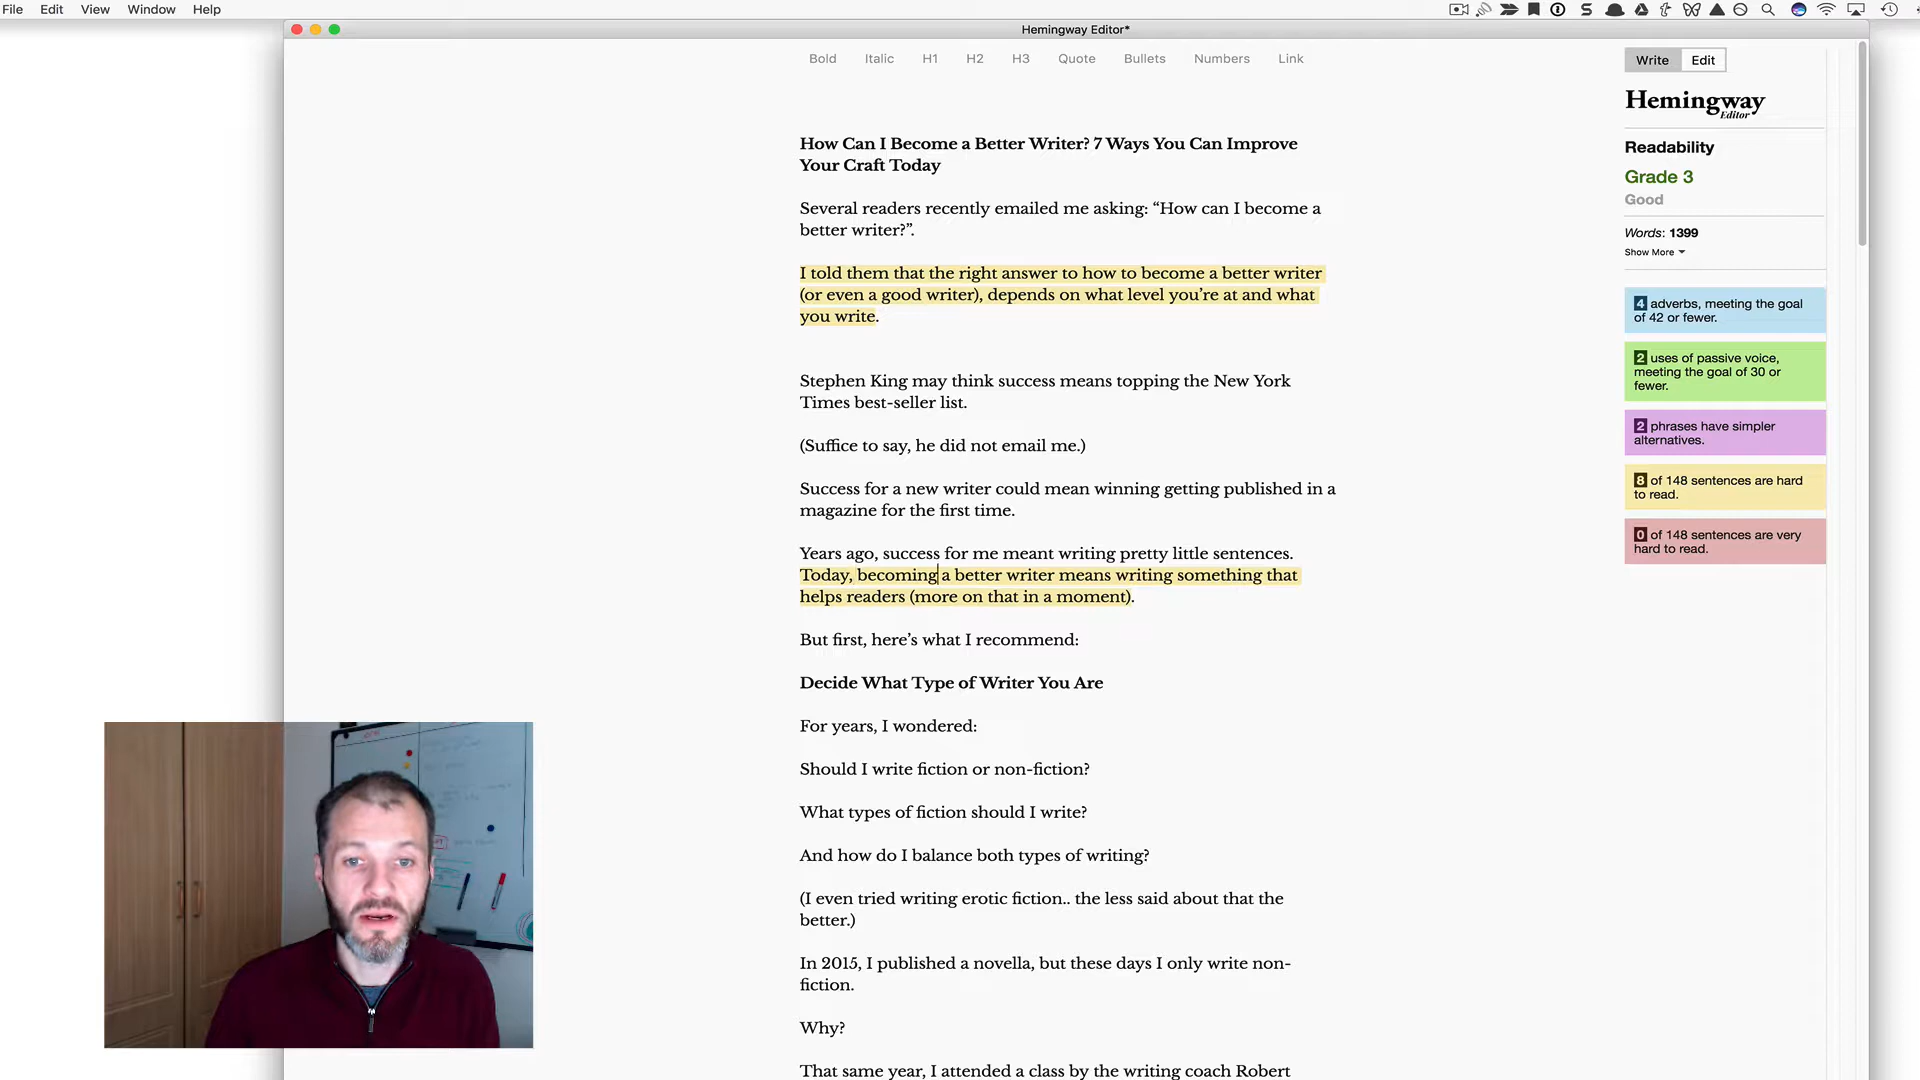 File Edit View Window Help
Hemingway Editor*
Bold Italic H1 H2 H3 Quote Bullets Numbers Link
Write Edit
Hemingway
Editor
Readability
Grade 3
Good
Words: 1399
Show More
4 adverbs, meeting the goal
of 42 or fewer.
2 uses of passive voice,
meeting the goal of 30 or
fewer.
2 phrases have simpler
alternatives.
8 of 148 sentences are hard
to read.
0 of 148 sentences are very
hard to read.
How Can I Become a Better Writer? 7 Ways You Can Improve
Your Craft Today
Several readers recently emailed me asking: “How can I become a
better writer?”.
I told them that the right answer to how to become a better writer
(or even a good writer), depends on what level you’re at and what
you write.
Stephen King may think success means topping the New York
Times best-seller list.
(Suffice to say, he did not email me.)
Success for a new writer could mean winning getting published in a
magazine for the first time.
Years ago, success for me meant writing pretty little sentences.
Today, becoming a better writer means writing something that
helps readers (more on that in a moment).
But first, here’s what I recommend:
Decide What Type of Writer You Are
For years, I wondered:
Should I write fiction or non-fiction?
What types of fiction should I write?
And how do I balance both types of writing?
(I even tried writing erotic fiction.. the less said about that the
better.)
In 2015, I published a novella, but these days I only write non-
fiction.
Why?
That same year, I attended a class by the writing coach Robert